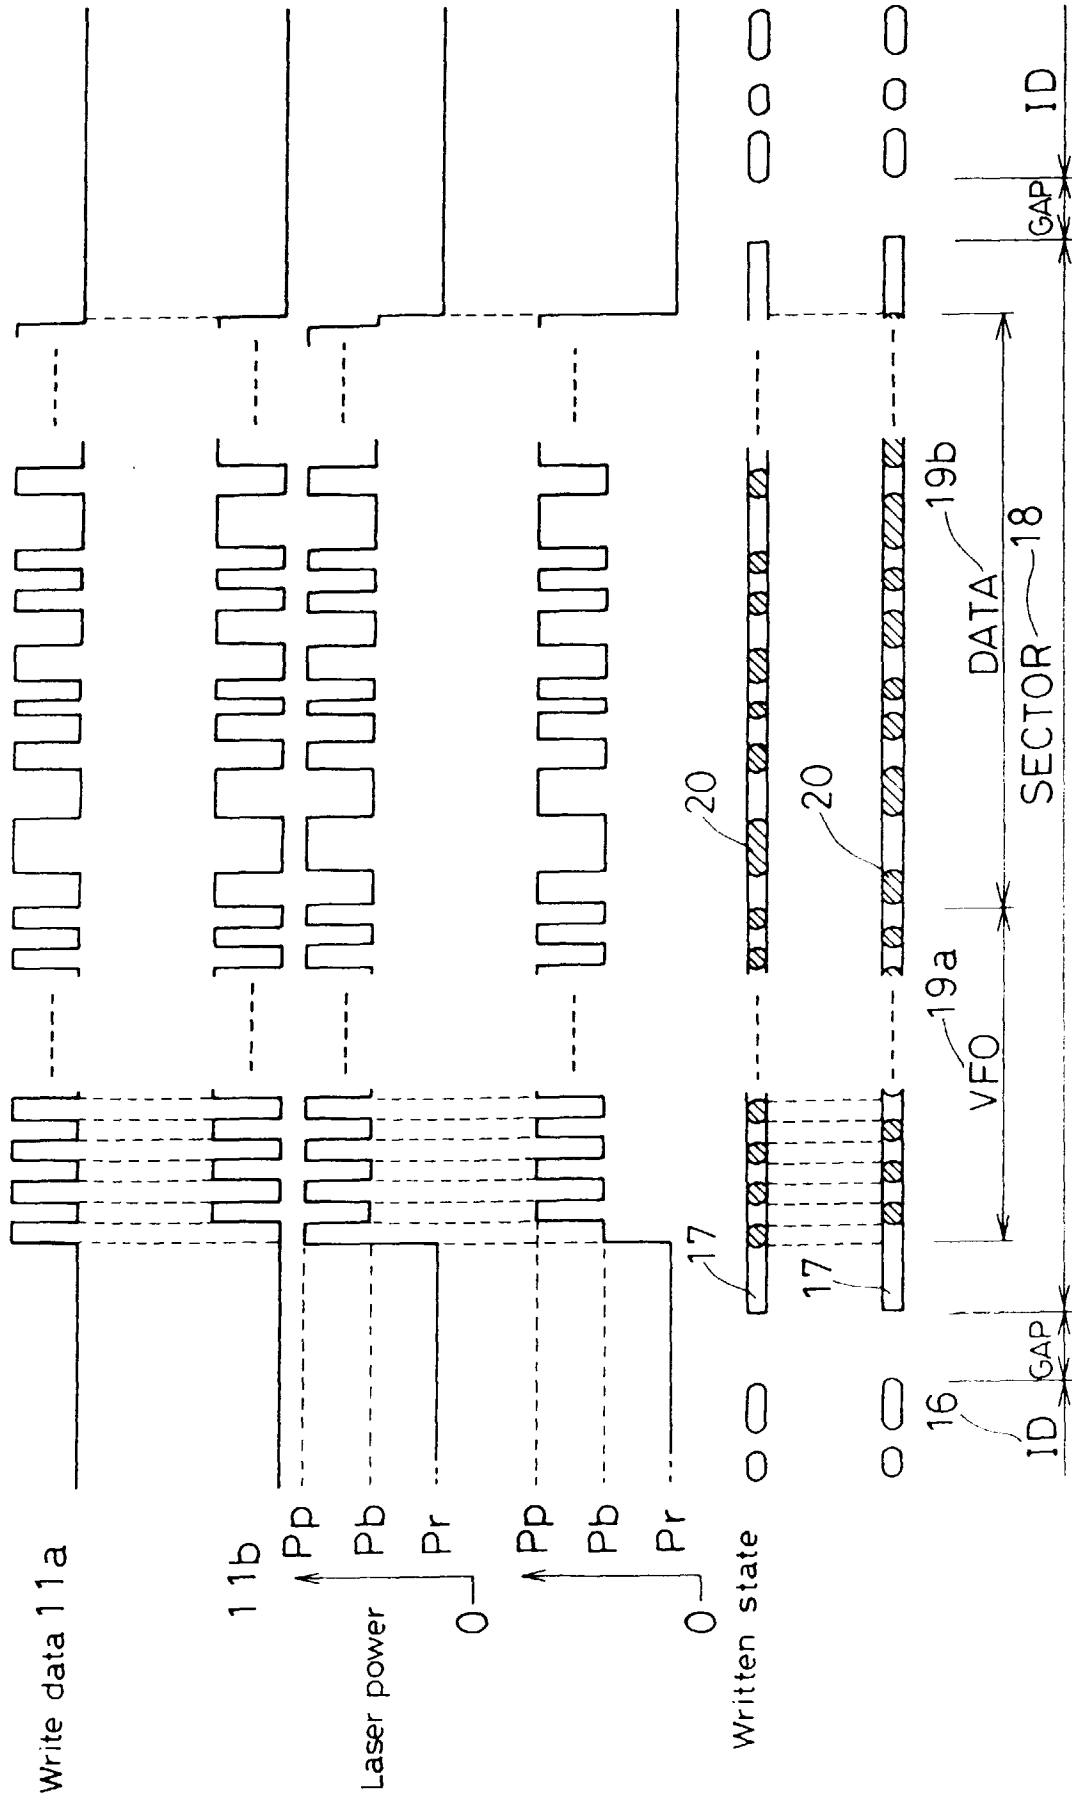 Write data 11a
11b
Laser power
Pp
Pb
Pr
0
Pp
Pb
Pr
0
Written state
17
20
17
20
16
19a
19b
ID
GAP
VFO
DATA
SECTOR
18
GAP
ID